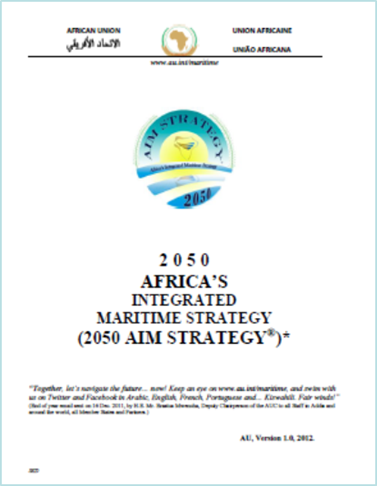 AFRICAN UNION
UNION AFRICAINE
الاتحاد الأفريقي
UNIÃO AFRICANA
www.au.int/maritime
AIM STRATEGY
Africa's Integrated Maritime Strategy
2050
2 0 5 0
AFRICA'S
INTEGRATED
MARITIME STRATEGY
(2050 AIM STRATEGY®)*
"Together, let's navigate the future... now! Keep an eye on www.au.int/maritime, and swim with
us on Twitter and Facebook in Arabic, English, French, Portuguese and... Kiswahili. Fair winds!"
(End of year email sent on 16 Dec. 2011, by H.E. Mr. Erastus Mwencha, Deputy Chairperson of the AUC to all Staff in Addis and
around the world, all Member States and Partners.)
AU, Version 1.0, 2012.